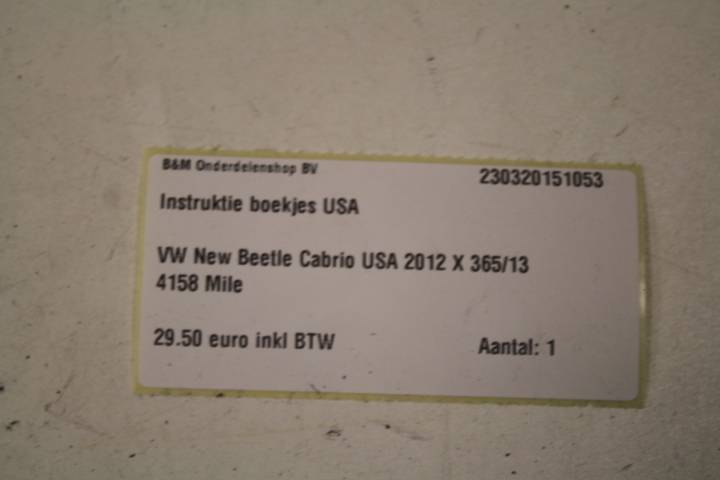 B&M Onderdelenshop BV
230320151053
Instruktie boekjes USA
VW New Beetle Cabrio USA 2012 X 365/13
4158 Mile
29.50 euro inkl BTW
Aantal: 1